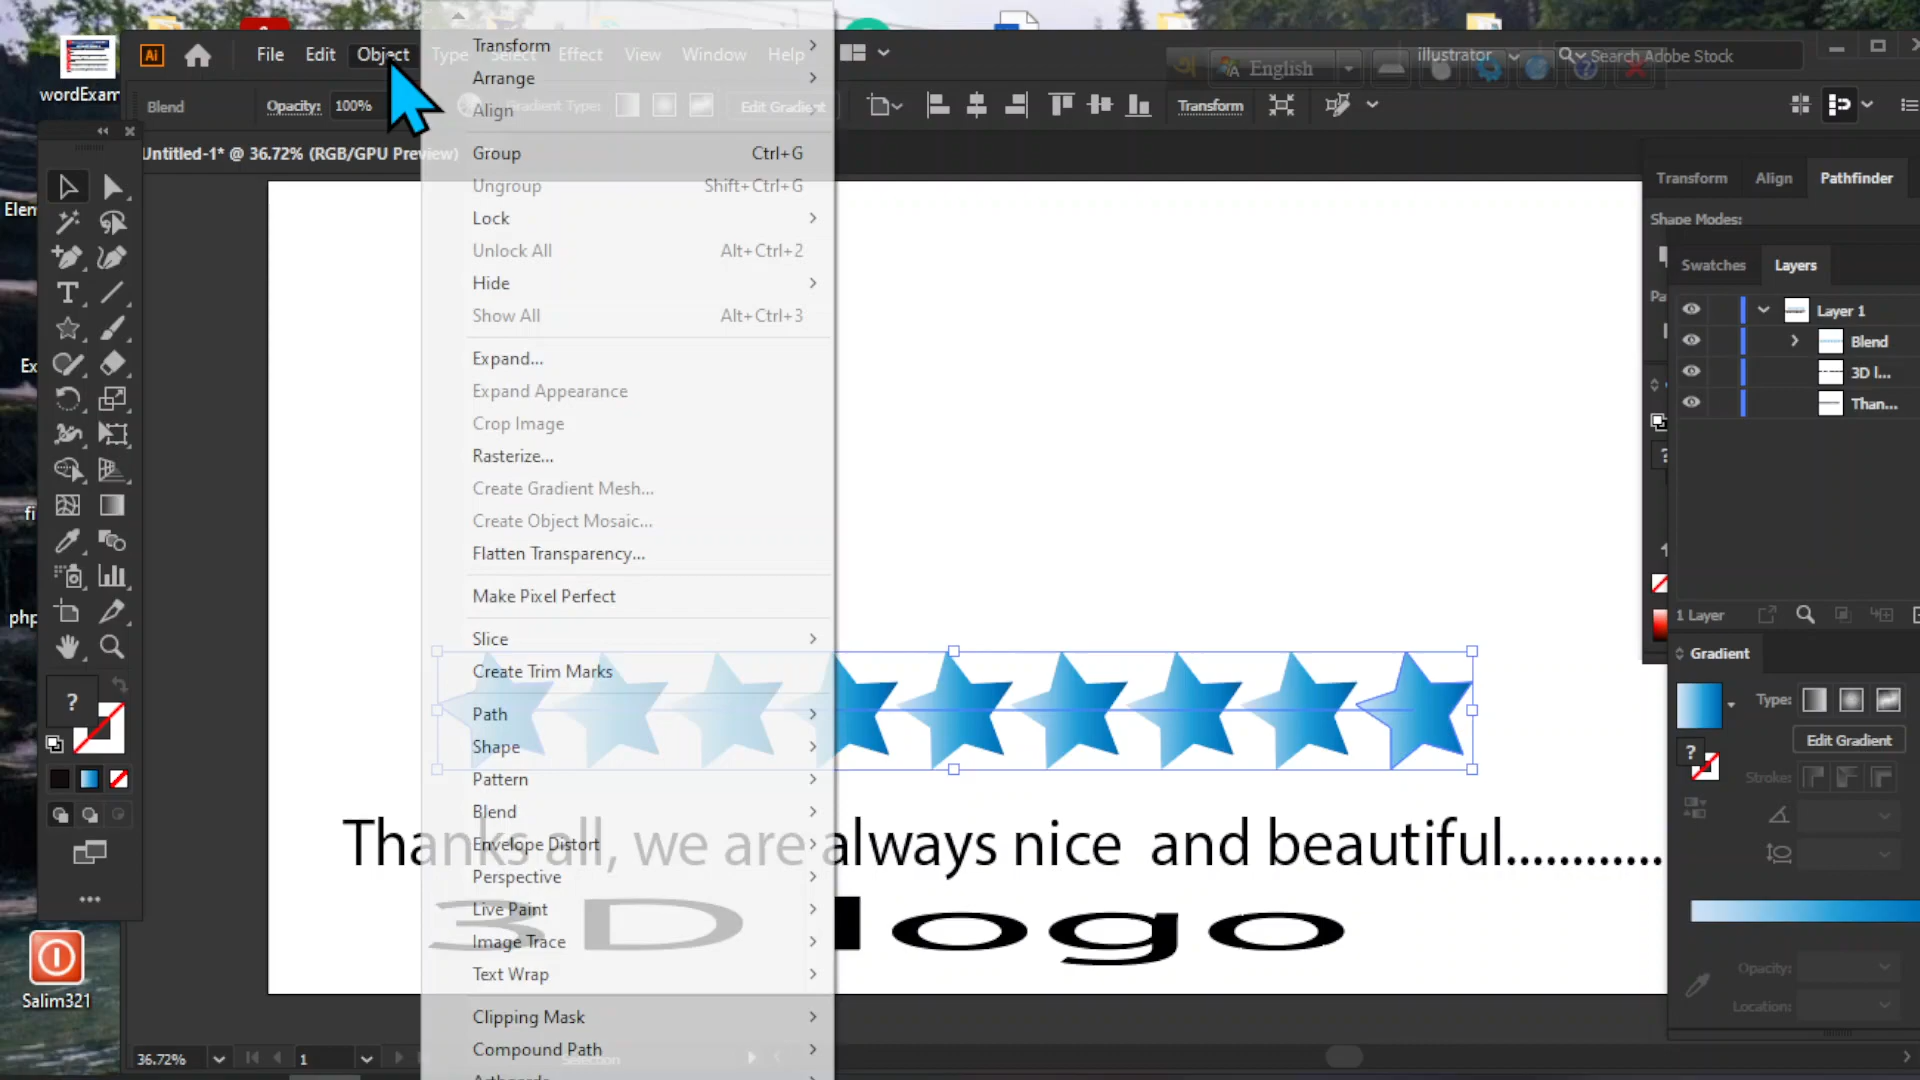 wordExam
File Edit Object Type Select Effect View Window Help
English
illustrator
Search Adobe Stock
Blend
Opacity: 100%
Gradient Type:
Edit Gradient
Transform
Untitled-1* @ 36.72% (RGB/GPU Preview)
Transform
Arrange
Align
Group Ctrl+G
Ungroup Shift+Ctrl+G
Lock
Unlock All Alt+Ctrl+2
Hide
Show All Alt+Ctrl+3
Expand...
Expand Appearance
Crop Image
Rasterize...
Create Gradient Mesh...
Create Object Mosaic...
Flatten Transparency...
Make Pixel Perfect
Slice
Create Trim Marks
Path
Shape
Pattern
Blend
Envelope Distort
Perspective
Live Paint
Image Trace
Text Wrap
Clipping Mask
Compound Path
Transform Align Pathfinder
Shape Modes:
Pa
Swatches Layers
Layer 1
Blend
3D l...
Than...
1 Layer
Gradient
Type:
Edit Gradient
Stroke:
Opacity:
Location:
Thanks all, we are always nice and beautiful............
3D logo
Elem
Ex
fi
php
Salim321
36.72%
1
Selection